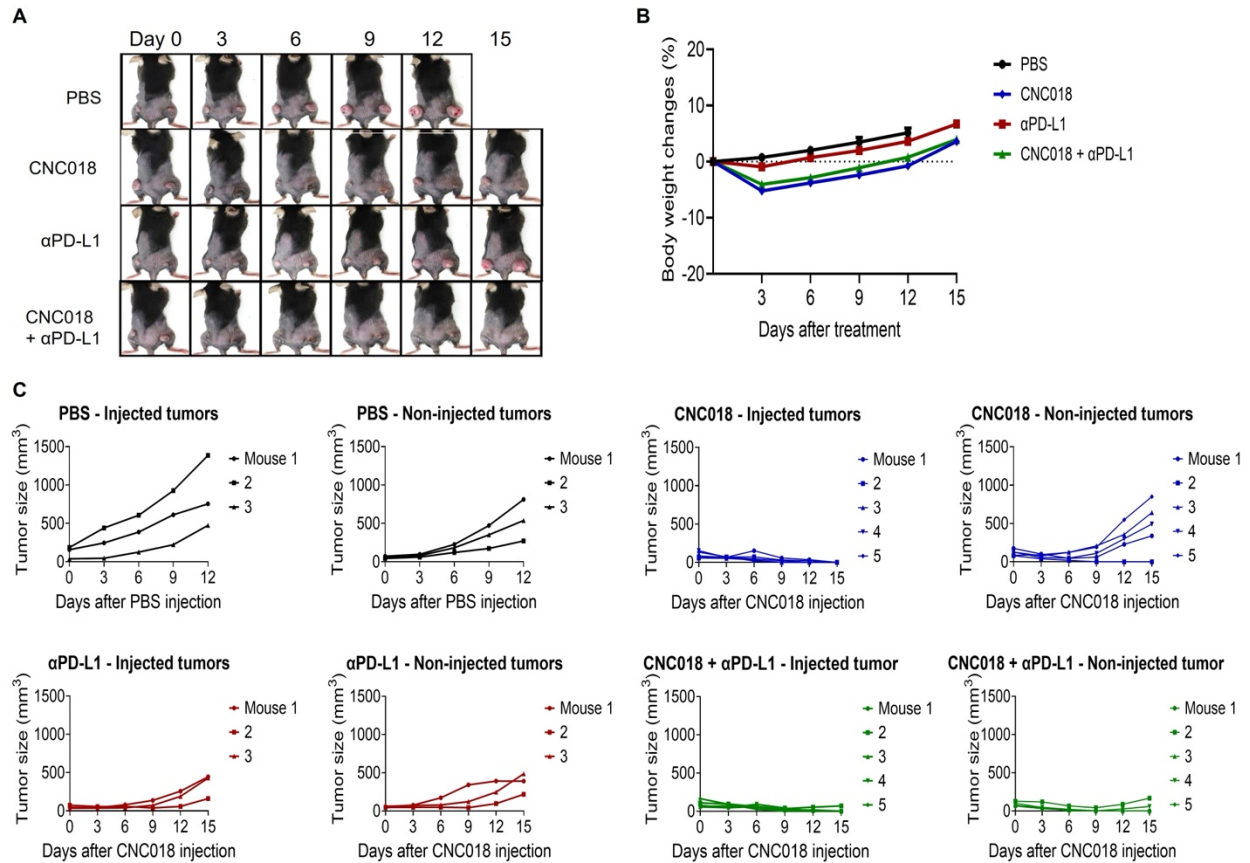 A
Day 0 3 6 9 12 15
PBS
CNC018
αPD-L1
CNC018
+ αPD-L1
B
Body weight changes (%)
20
10
0
-10
-20
3 6 9 12 15
Days after treatment
PBS
CNC018
αPD-L1
CNC018 + αPD-L1
C
PBS - Injected tumors
Tumor size (mm³)
1500
1000
500
0
0 3 6 9 12
Days after PBS injection
Mouse 1
2
3
PBS - Non-injected tumors
Tumor size (mm³)
1500
1000
500
0
0 3 6 9 12
Days after PBS injection
Mouse 1
2
3
CNC018 - Injected tumors
Tumor size (mm³)
1500
1000
500
0
0 3 6 9 12 15
Days after CNC018 injection
Mouse 1
2
3
4
5
CNC018 - Non-injected tumors
Tumor size (mm³)
1500
1000
500
0
0 3 6 9 12 15
Days after CNC018 injection
Mouse 1
2
3
4
5
αPD-L1 - Injected tumors
Tumor size (mm³)
1500
1000
500
0
0 3 6 9 12 15
Days after CNC018 injection
Mouse 1
2
3
αPD-L1 - Non-injected tumors
Tumor size (mm³)
1500
1000
500
0
0 3 6 9 12 15
Days after CNC018 injection
Mouse 1
2
3
CNC018 + αPD-L1 - Injected tumor
Tumor size (mm³)
1500
1000
500
0
0 3 6 9 12 15
Days after CNC018 injection
Mouse 1
2
3
4
5
CNC018 + αPD-L1 - Non-injected tumor
Tumor size (mm³)
1500
1000
500
0
0 3 6 9 12 15
Days after CNC018 injection
Mouse 1
2
3
4
5